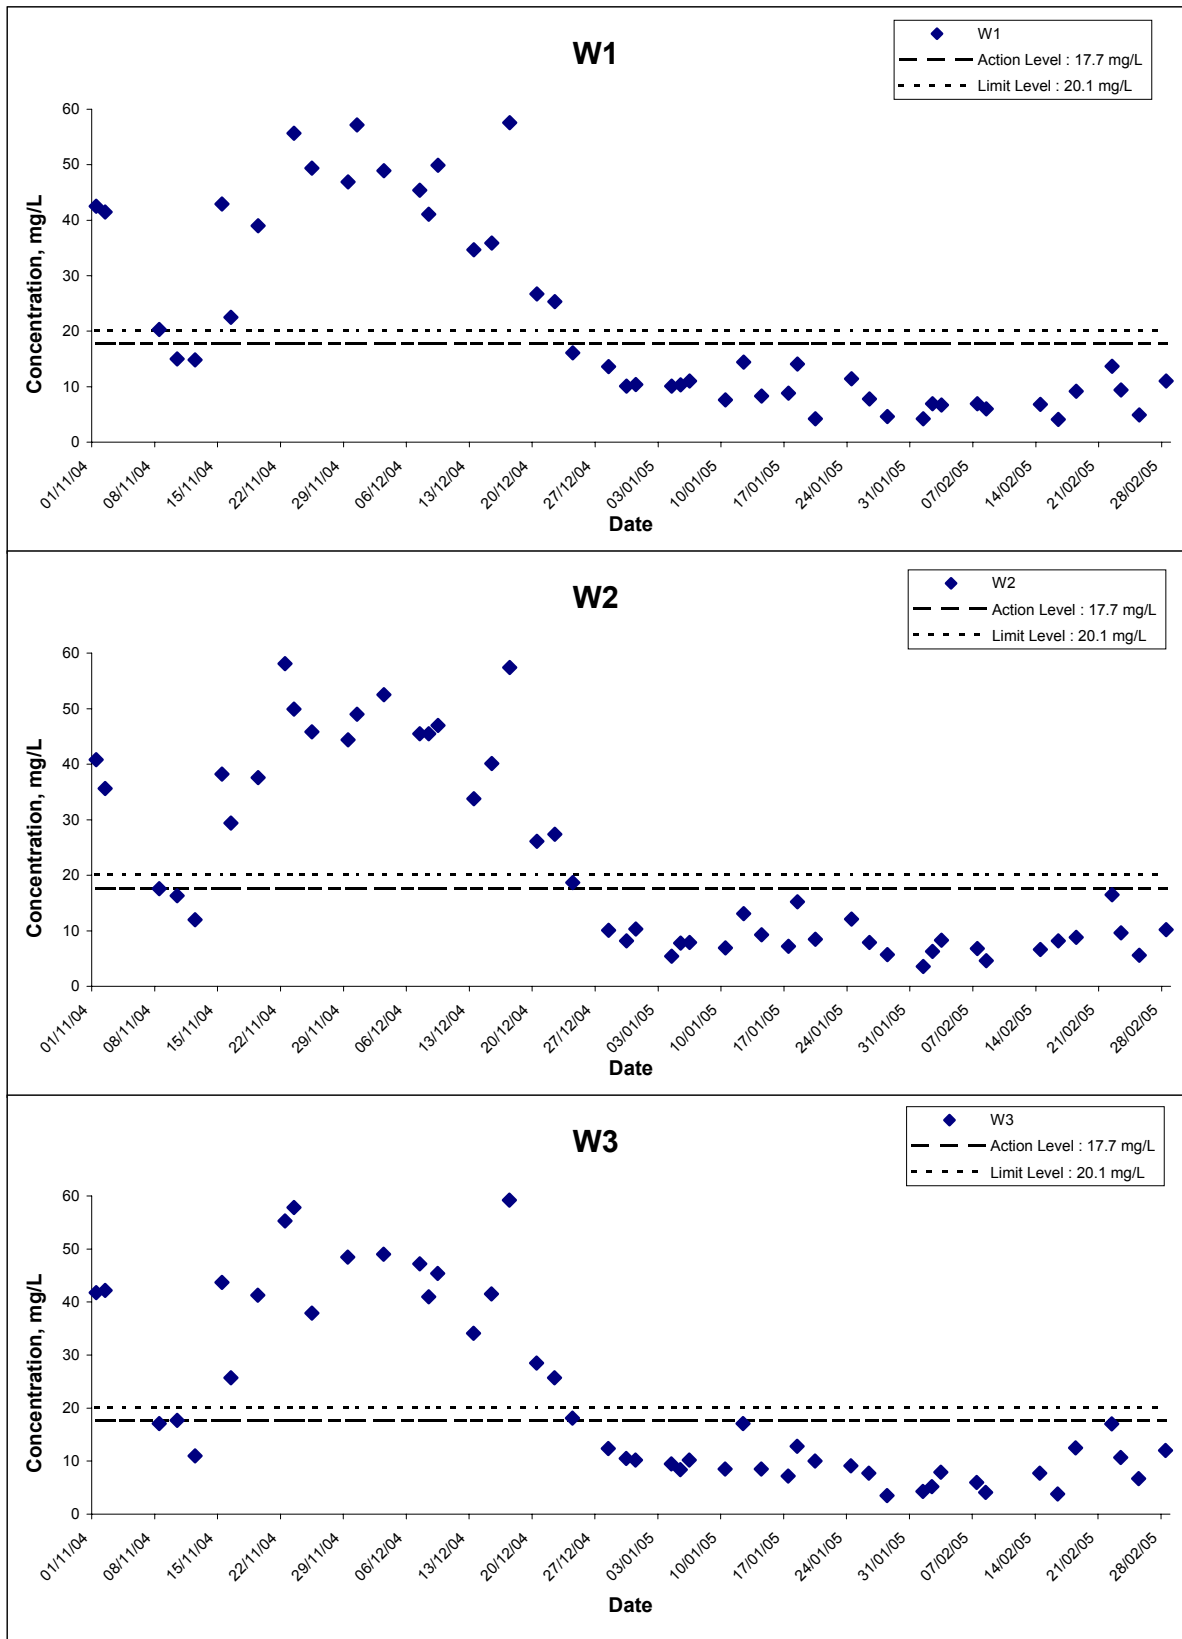 W1
W1
Action Level : 17.7 mg/L
Limit Level : 20.1 mg/L
Concentration, mg/L
60
50
40
30
20
10
0
01/11/04 08/11/04 15/11/04 22/11/04 29/11/04 06/12/04 13/12/04 20/12/04 27/12/04 03/01/05 10/01/05 17/01/05 24/01/05 31/01/05 07/02/05 14/02/05 21/02/05 28/02/05
Date
W2
W2
Action Level : 17.7 mg/L
Limit Level : 20.1 mg/L
Concentration, mg/L
60
50
40
30
20
10
0
01/11/04 08/11/04 15/11/04 22/11/04 29/11/04 06/12/04 13/12/04 20/12/04 27/12/04 03/01/05 10/01/05 17/01/05 24/01/05 31/01/05 07/02/05 14/02/05 21/02/05 28/02/05
Date
W3
W3
Action Level : 17.7 mg/L
Limit Level : 20.1 mg/L
Concentration, mg/L
60
50
40
30
20
10
0
01/11/04 08/11/04 15/11/04 22/11/04 29/11/04 06/12/04 13/12/04 20/12/04 27/12/04 03/01/05 10/01/05 17/01/05 24/01/05 31/01/05 07/02/05 14/02/05 21/02/05 28/02/05
Date